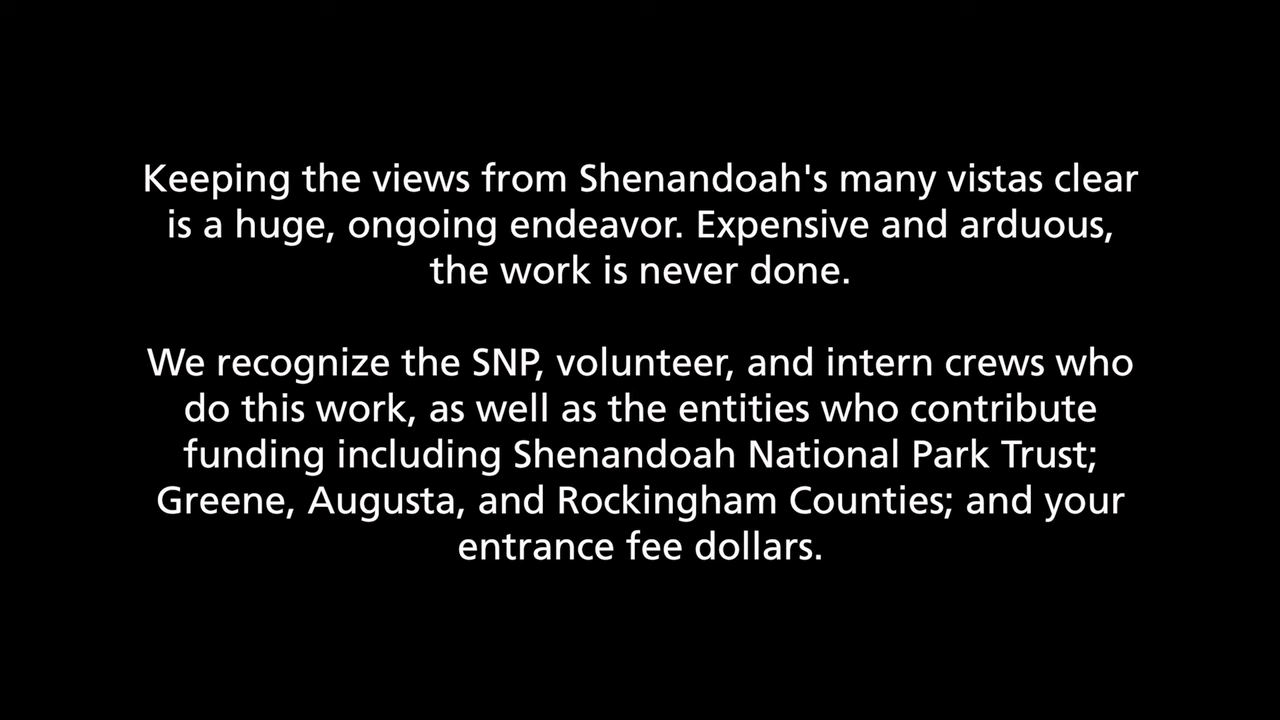 Keeping the views from Shenandoah's many vistas clear
is a huge, ongoing endeavor. Expensive and arduous,
the work is never done.
We recognize the SNP, volunteer, and intern crews who
do this work, as well as the entities who contribute
funding including Shenandoah National Park Trust;
Greene, Augusta, and Rockingham Counties; and your
entrance fee dollars.